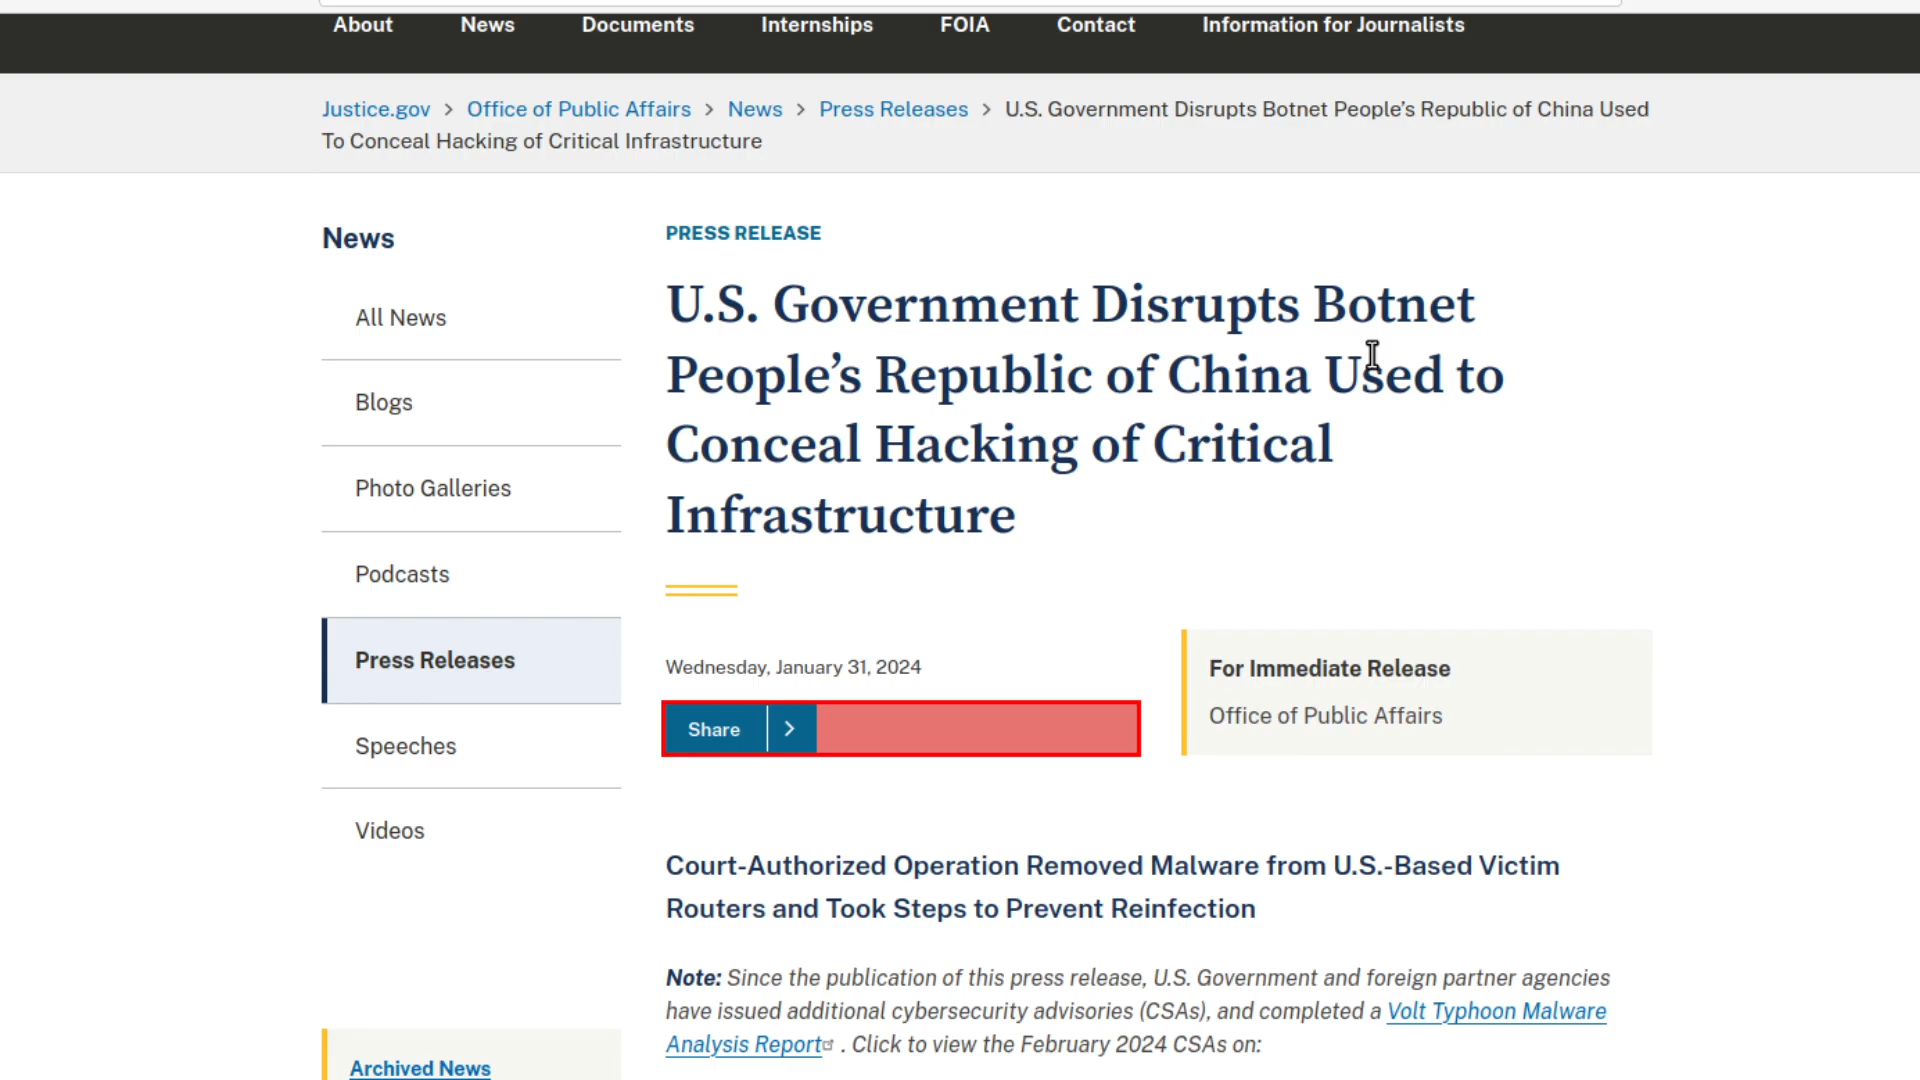 About News Documents Internships FOIA Contact Information for Journalists
Justice.gov > Office of Public Affairs > News > Press Releases > U.S. Government Disrupts Botnet People’s Republic of China Used
To Conceal Hacking of Critical Infrastructure
News
All News
Blogs
Photo Galleries
Podcasts
Press Releases
Speeches
Videos
Archived News
PRESS RELEASE
U.S. Government Disrupts Botnet
People’s Republic of China Used to
Conceal Hacking of Critical
Infrastructure
Wednesday, January 31, 2024
Share >
For Immediate Release
Office of Public Affairs
Court-Authorized Operation Removed Malware from U.S.-Based Victim
Routers and Took Steps to Prevent Reinfection
Note: Since the publication of this press release, U.S. Government and foreign partner agencies
have issued additional cybersecurity advisories (CSAs), and completed a Volt Typhoon Malware
Analysis Report . Click to view the February 2024 CSAs on: